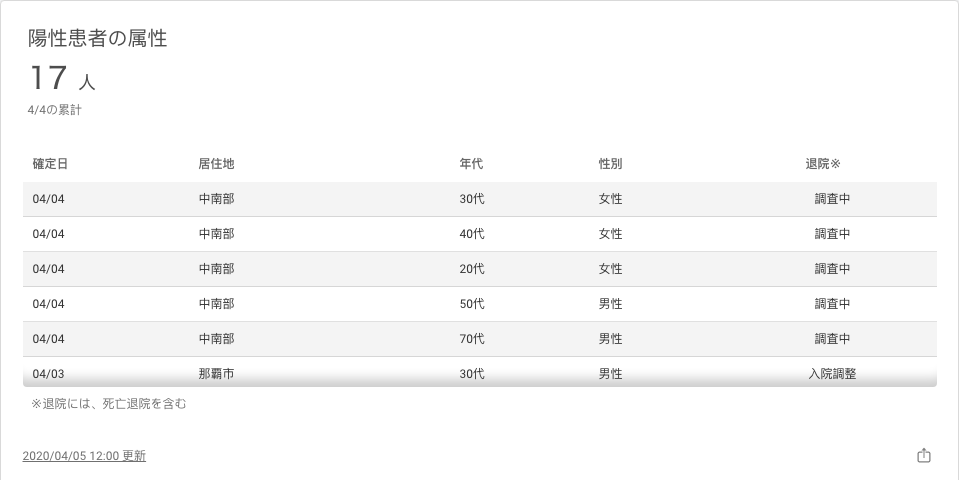 陽性患者の属性
17 人
4/4の累計
確定日 居住地 年代 性別 退院※
04/04 中南部 30代 女性 調査中
04/04 中南部 40代 女性 調査中
04/04 中南部 20代 女性 調査中
04/04 中南部 50代 男性 調査中
04/04 中南部 70代 男性 調査中
04/03 那覇市 30代 男性 入院調整
※退院には、死亡退院を含む
2020/04/05 12:00 更新